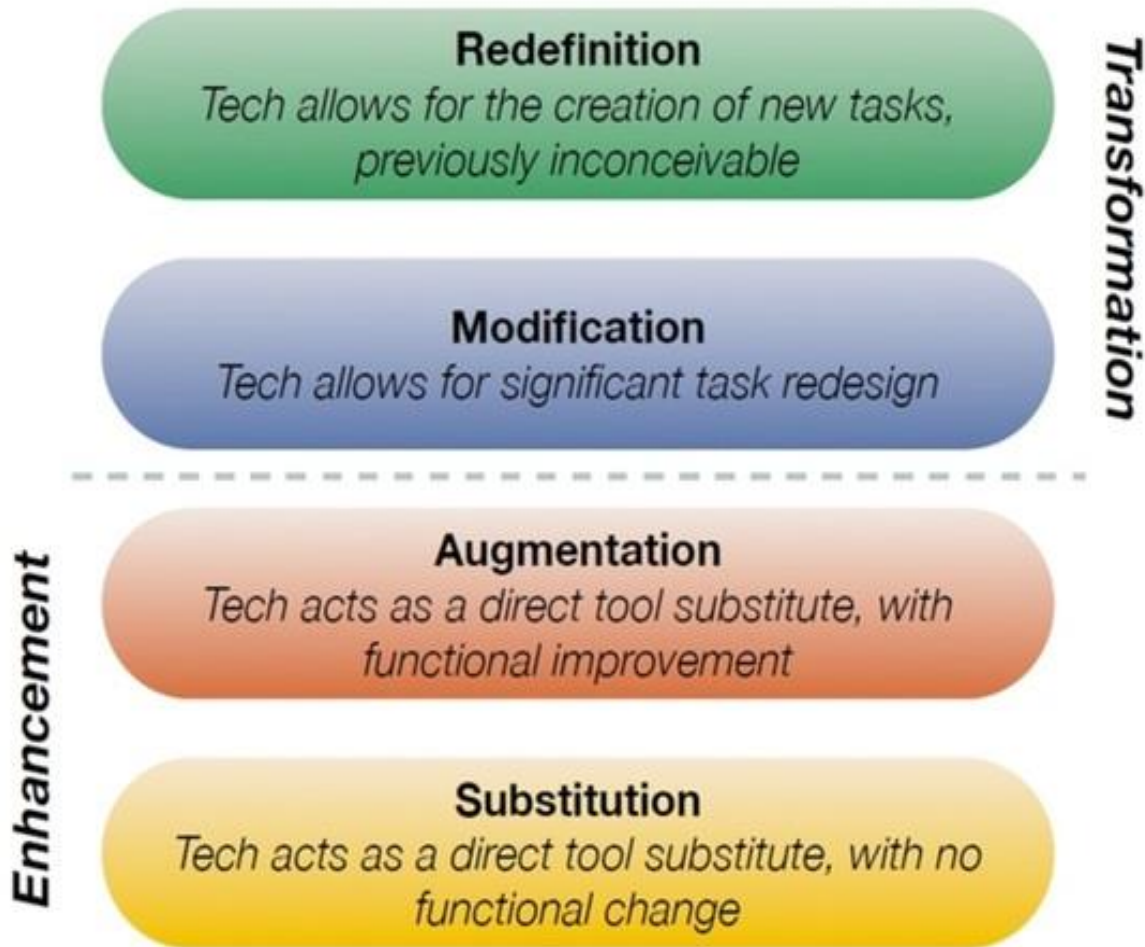 Redefinition
Tech allows for the creation of new tasks,
previously inconceivable
Transformation
Modification
Tech allows for significant task redesign
Enhancement
Augmentation
Tech acts as a direct tool substitute, with
functional improvement
Substitution
Tech acts as a direct tool substitute, with no
functional change